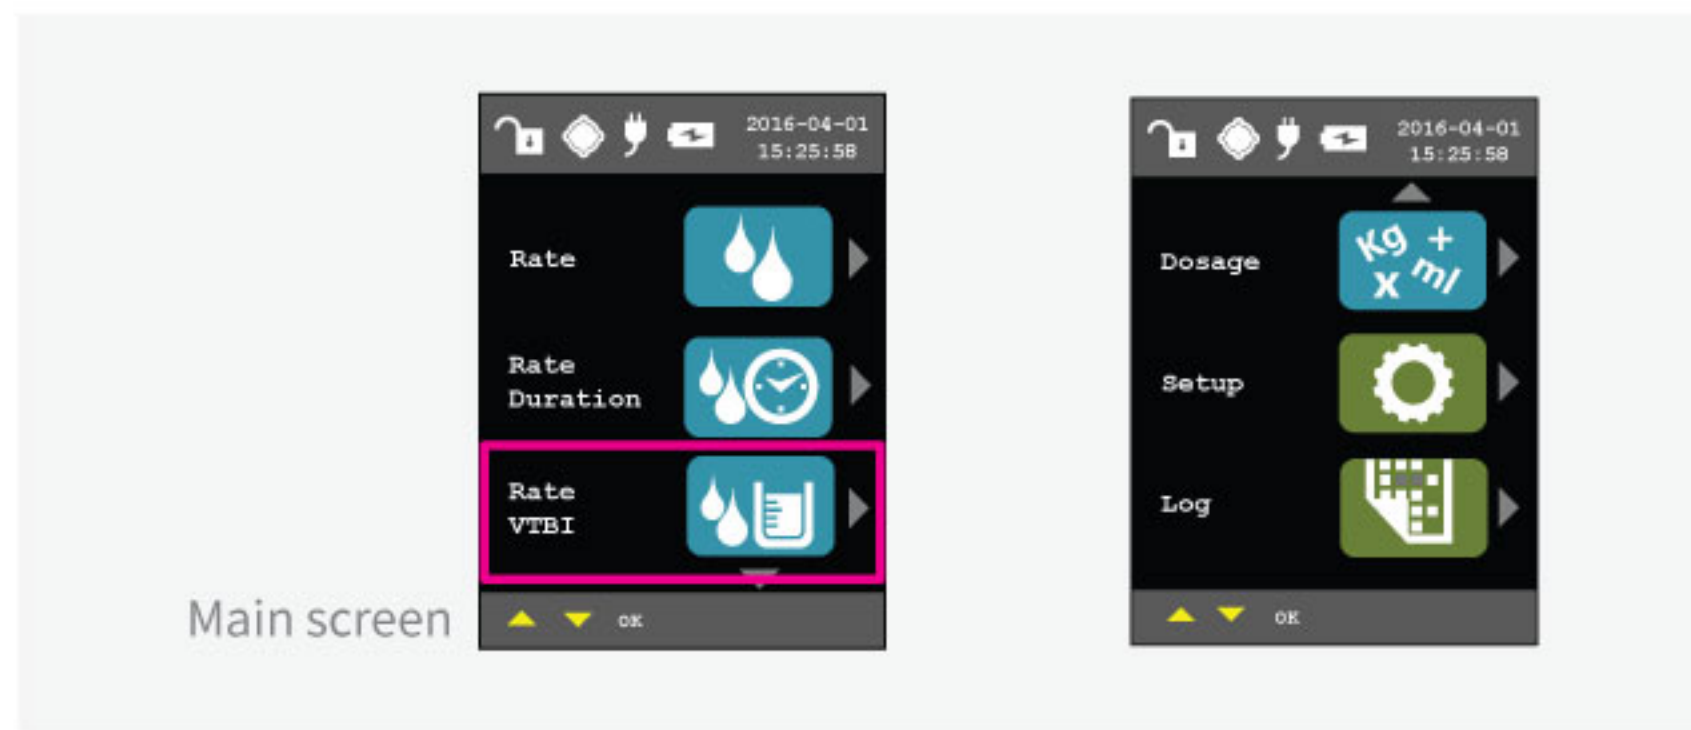 2016-04-01
15:25:58
Rate
Rate
Duration
Rate
VTBI
OK
Main screen
2016-04-01
15:25:58
Dosage
Kg +
x ml
Setup
Log
OK